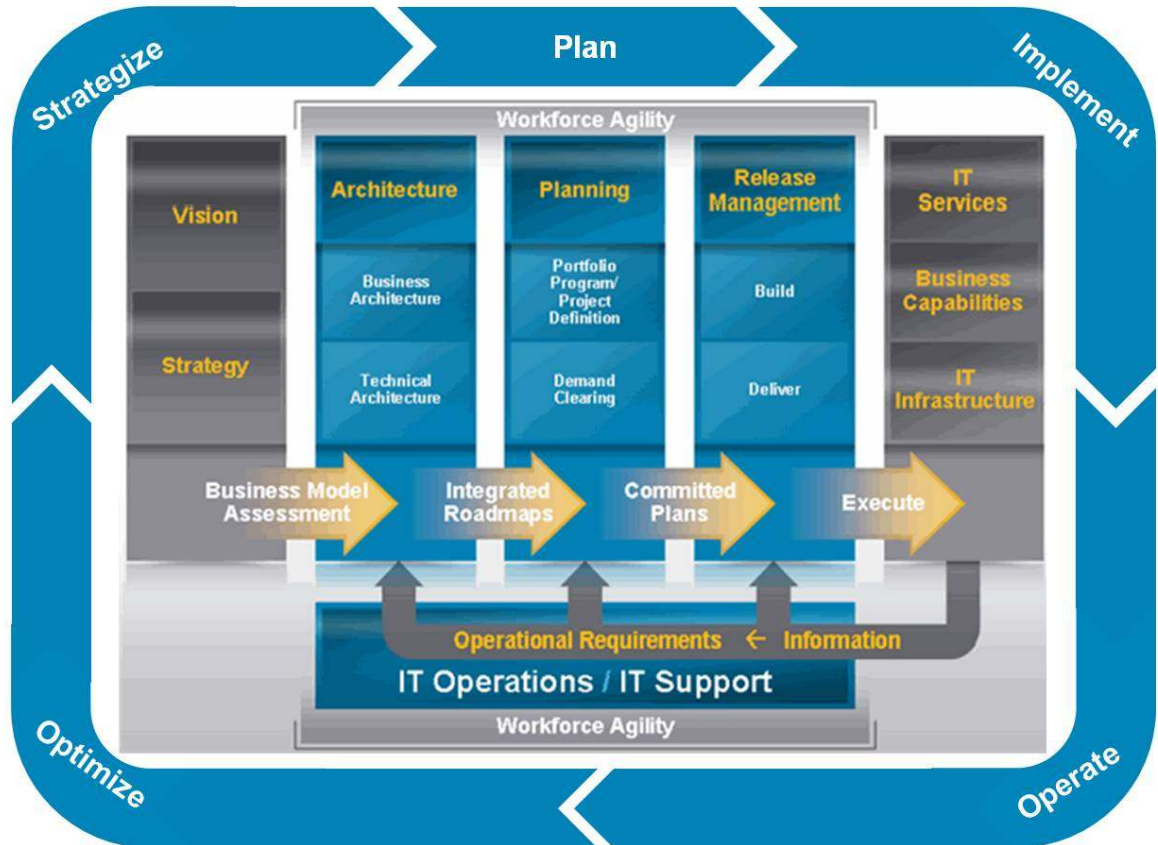 Strategize
Plan
Implement
Workforce Agility
Vision
Strategy
Architecture
Business
Architecture
Technical
Architecture
Planning
Portfolio
Program/
Project
Definition
Demand
Clearing
Release
Management
Build
Deliver
IT
Services
Business
Capabilities
IT
Infrastructure
Business Model
Assessment
Integrated
Roadmaps
Committed
Plans
Execute
Operational Requirements ← Information
IT Operations / IT Support
Workforce Agility
Optimize
Operate